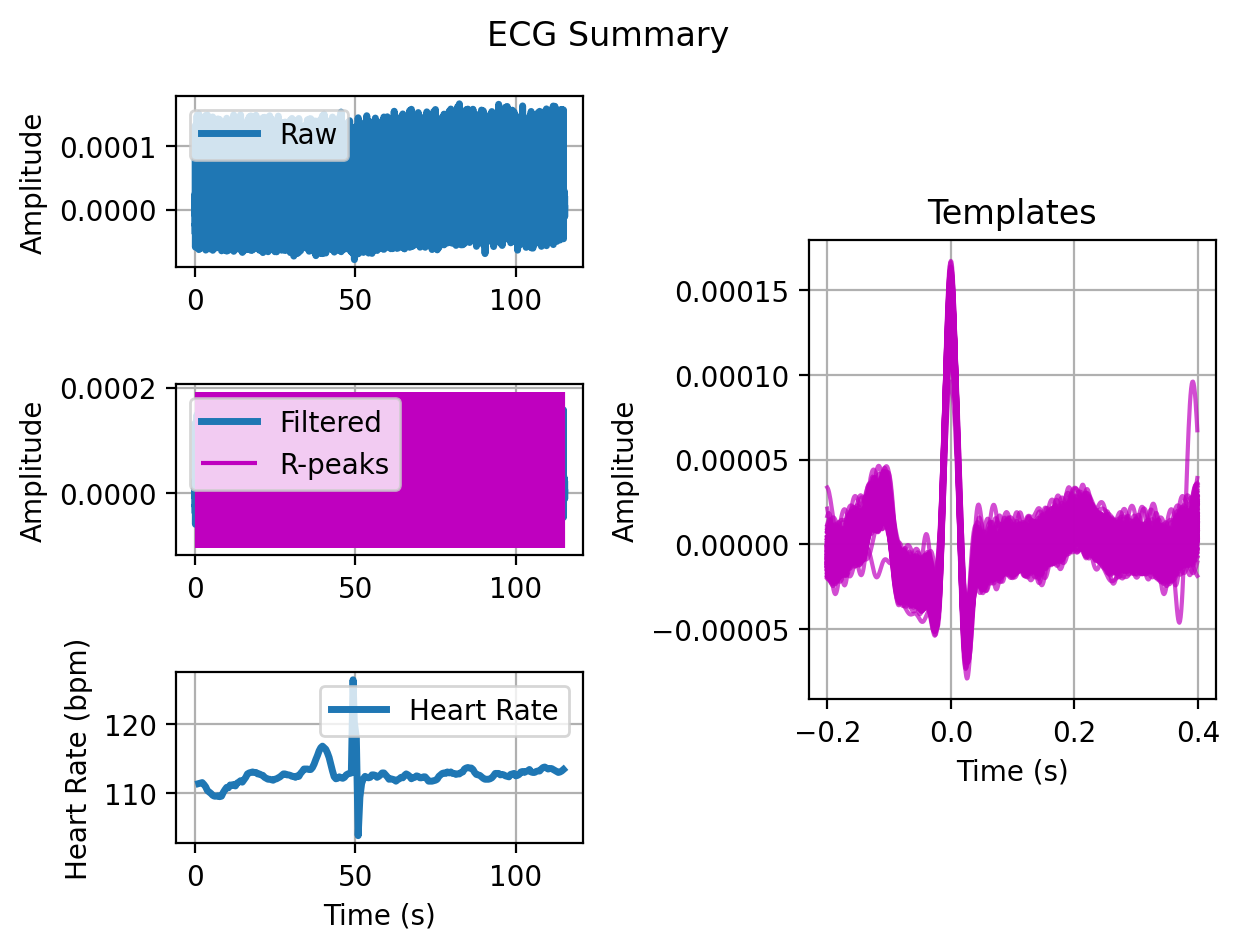 ECG Summary
Amplitude
0.0001
0.0000
Raw
0
50
100
Amplitude
0.0002
0.0000
Filtered
R-peaks
0
50
100
Heart Rate (bpm)
120
110
Heart Rate
0
50
100
Time (s)
Templates
Amplitude
0.00015
0.00010
0.00005
0.00000
−0.00005
−0.2
0.0
0.2
0.4
Time (s)